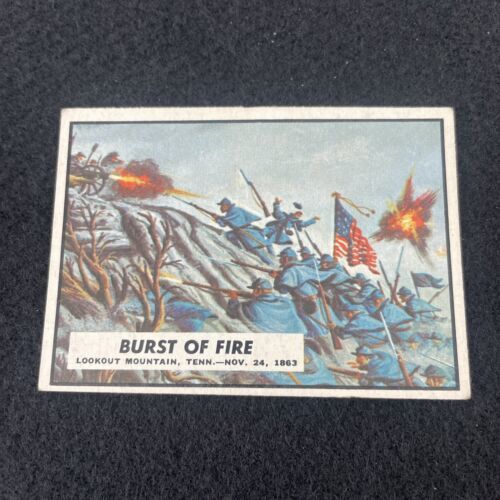 BURST OF FIRE
LOOKOUT MOUNTAIN, TENN.—NOV. 24, 1863